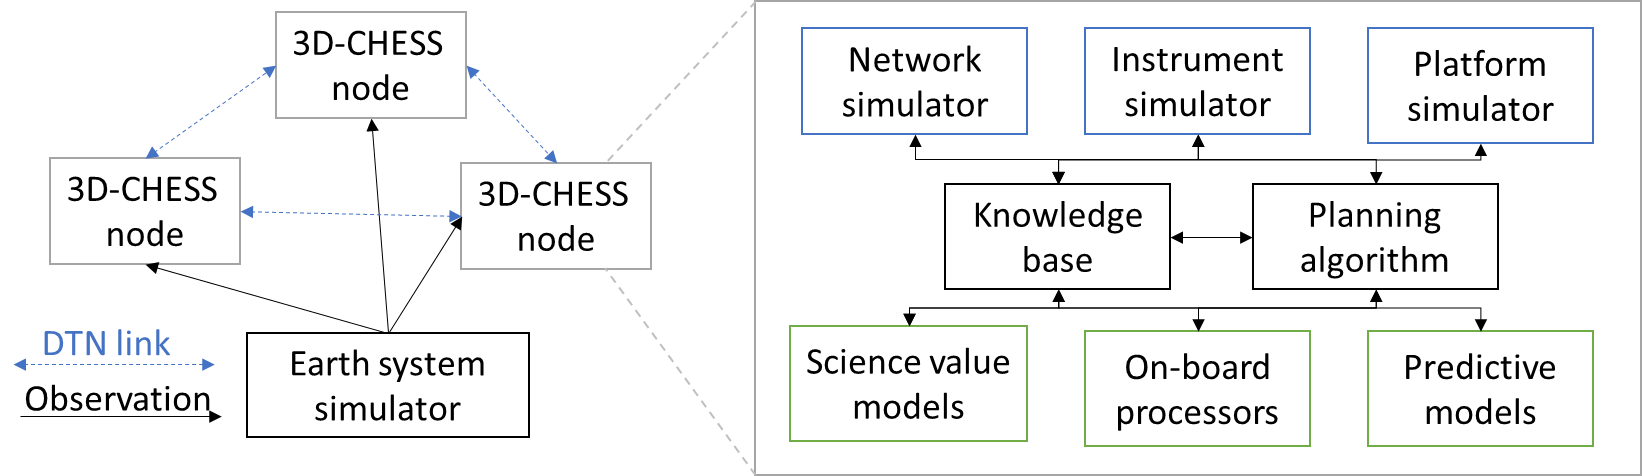 3D-CHESS
node
3D-CHESS
node
3D-CHESS
node
DTN link
Observation
Earth system
simulator
Network
simulator
Instrument
simulator
Platform
simulator
Knowledge
base
Planning
algorithm
Science value
models
On-board
processors
Predictive
models